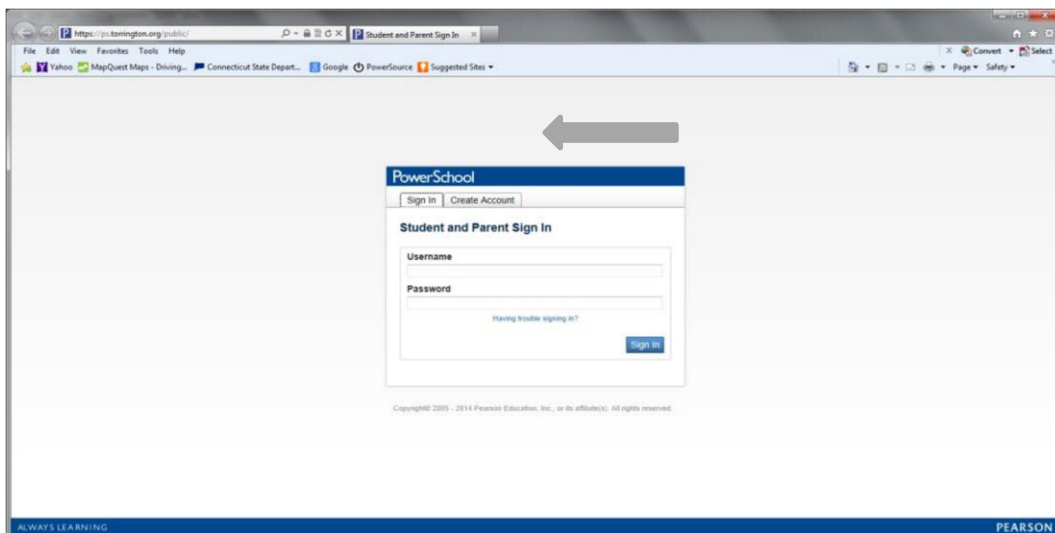 https://ps.torrington.org/public/
Student and Parent Sign In
File Edit View Favorites Tools Help
Convert
Select
Yahoo
MapQuest Maps - Driving...
Connecticut State Depart...
Google
PowerSource
Suggested Sites
Page
Safety
PowerSchool
Sign In
Create Account
Student and Parent Sign In
Username
Password
Having trouble signing in?
Sign In
Copyright© 2005 - 2014 Pearson Education, Inc., or its affiliate(s). All rights reserved.
ALWAYS LEARNING
PEARSON